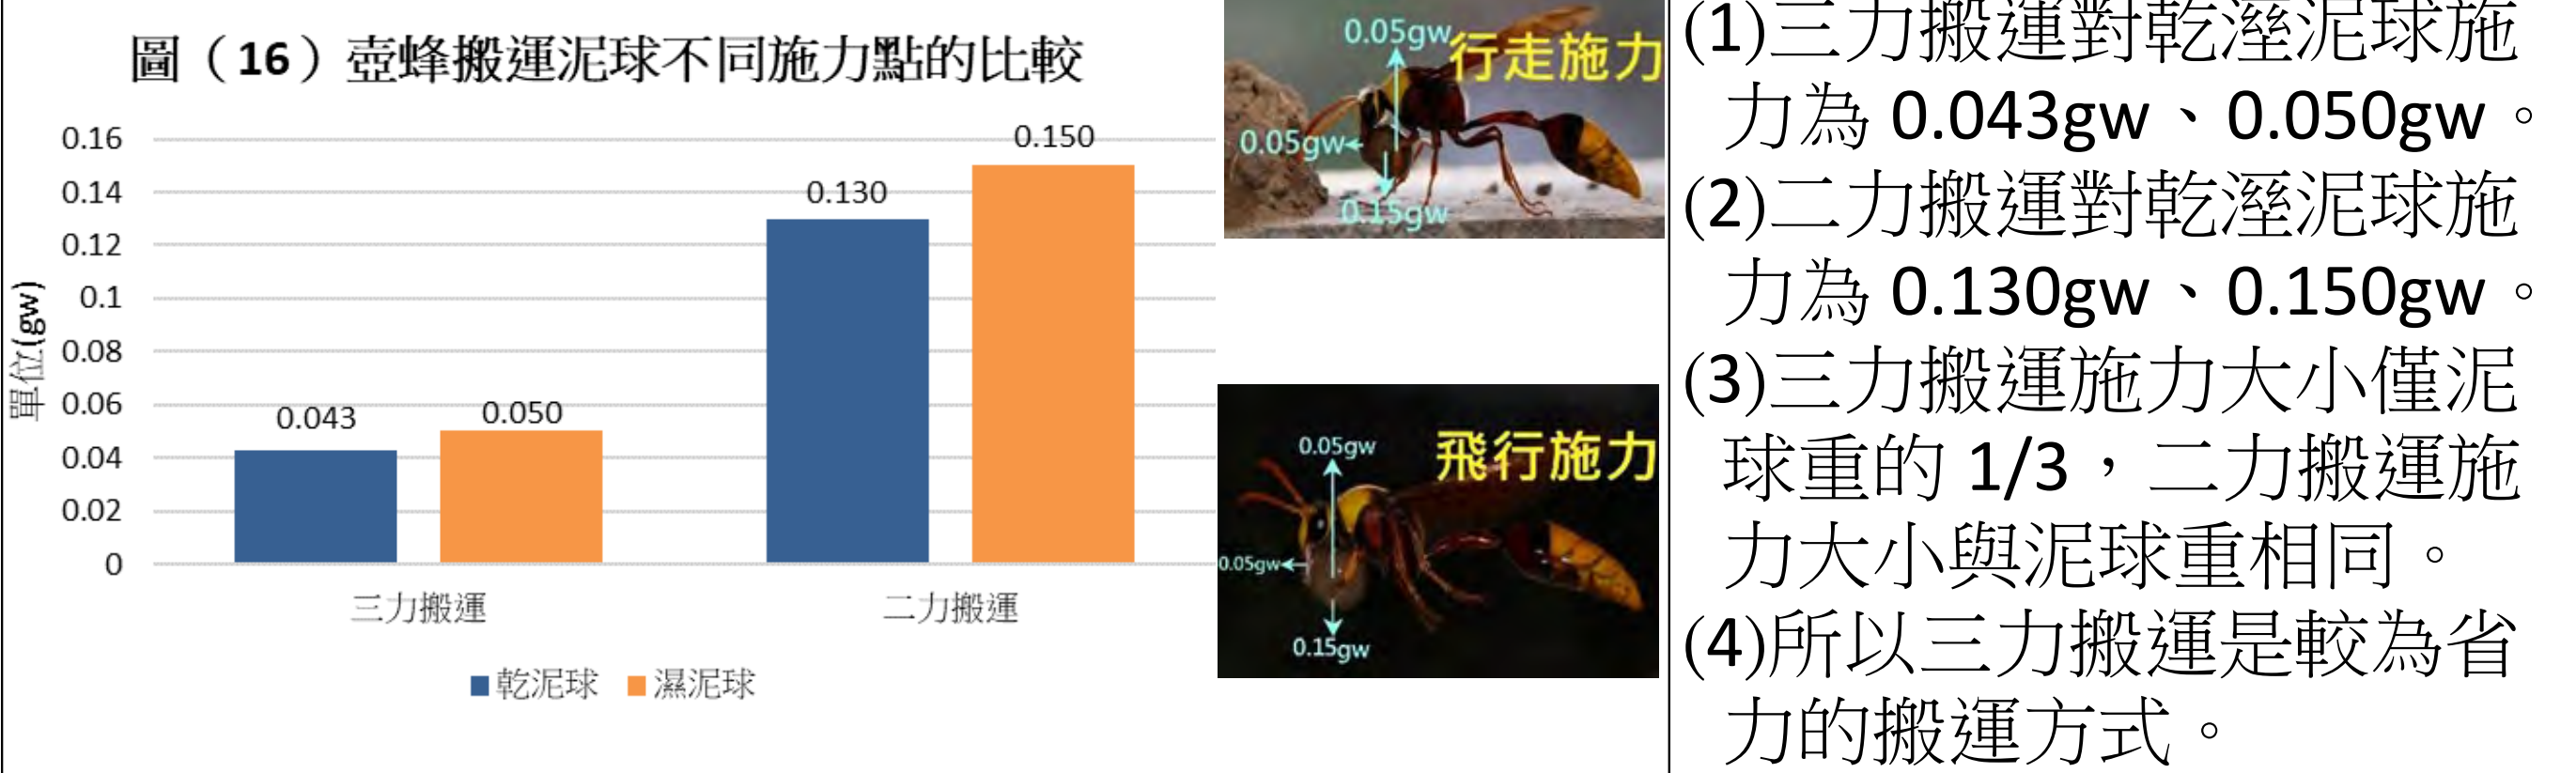 圖（16）壺蜂搬運泥球不同施力點的比較
單位(gw)
0.16
0.14
0.12
0.1
0.08
0.06
0.04
0.02
0
0.043
0.050
0.130
0.150
三力搬運
二力搬運
乾泥球
濕泥球
0.05gw
行走施力
0.05gw
0.15gw
0.05gw
飛行施力
0.05gw
0.15gw
(1)三力搬運對乾溼泥球施
力為 0.043gw、0.050gw。
(2)二力搬運對乾溼泥球施
力為 0.130gw、0.150gw。
(3)三力搬運施力大小僅泥
球重的 1/3，二力搬運施
力大小與泥球重相同。
(4)所以三力搬運是較為省
力的搬運方式。